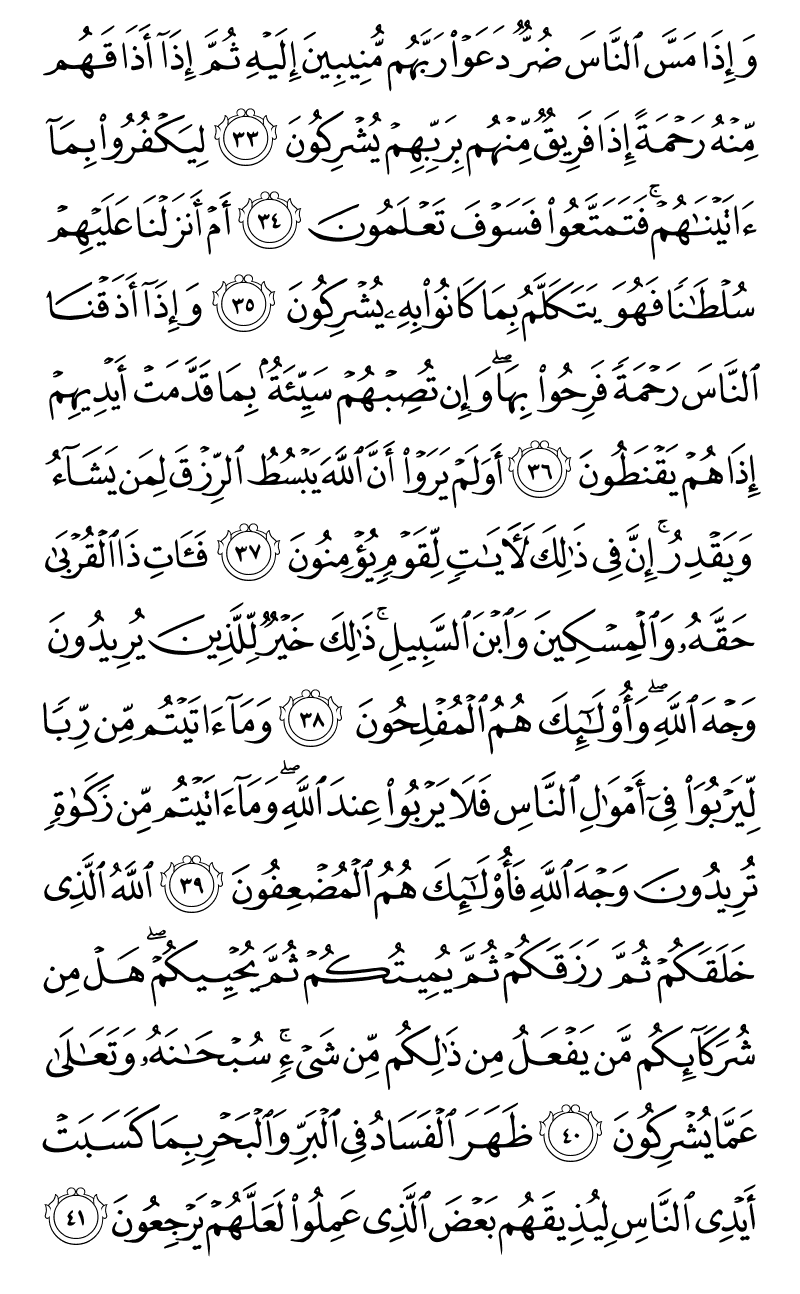 وَإِذَا مَسَّ ٱلنَّاسَ ضُرٌّ دَعَوْا۟ رَبَّهُم مُّنِيبِينَ إِلَيْهِ ثُمَّ إِذَآ أَذَاقَهُم
مِّنْهُ رَحْمَةً إِذَا فَرِيقٌ مِّنْهُم بِرَبِّهِمْ يُشْرِكُونَ ٣٣ لِيَكْفُرُوا۟ بِمَآ
ءَاتَيْنَٰهُمْ ۚ فَتَمَتَّعُوا۟ فَسَوْفَ تَعْلَمُونَ ٣٤ أَمْ أَنزَلْنَا عَلَيْهِمْ
سُلْطَٰنًا فَهُوَ يَتَكَلَّمُ بِمَا كَانُوا۟ بِهِۦ يُشْرِكُونَ ٣٥ وَإِذَآ أَذَقْنَا
ٱلنَّاسَ رَحْمَةً فَرِحُوا۟ بِهَا ۖ وَإِن تُصِبْهُمْ سَيِّئَةٌۢ بِمَا قَدَّمَتْ أَيْدِيهِمْ
إِذَا هُمْ يَقْنَطُونَ ٣٦ أَوَلَمْ يَرَوْا۟ أَنَّ ٱللَّهَ يَبْسُطُ ٱلرِّزْقَ لِمَن يَشَآءُ
وَيَقْدِرُ ۚ إِنَّ فِى ذَٰلِكَ لَءَايَٰتٍ لِّقَوْمٍ يُؤْمِنُونَ ٣٧ فَـَٔاتِ ذَا ٱلْقُرْبَىٰ
حَقَّهُۥ وَٱلْمِسْكِينَ وَٱبْنَ ٱلسَّبِيلِ ۚ ذَٰلِكَ خَيْرٌ لِّلَّذِينَ يُرِيدُونَ
وَجْهَ ٱللَّهِ ۖ وَأُو۟لَٰٓئِكَ هُمُ ٱلْمُفْلِحُونَ ٣٨ وَمَآ ءَاتَيْتُم مِّن رِّبًا
لِّيَرْبُوَا۟ فِىٓ أَمْوَٰلِ ٱلنَّاسِ فَلَا يَرْبُوا۟ عِندَ ٱللَّهِ ۖ وَمَآ ءَاتَيْتُم مِّن زَكَوٰةٍ
تُرِيدُونَ وَجْهَ ٱللَّهِ فَأُو۟لَٰٓئِكَ هُمُ ٱلْمُضْعِفُونَ ٣٩ ٱللَّهُ ٱلَّذِى
خَلَقَكُمْ ثُمَّ رَزَقَكُمْ ثُمَّ يُمِيتُكُمْ ثُمَّ يُحْيِيكُمْ ۖ هَلْ مِن
شُرَكَآئِكُم مَّن يَفْعَلُ مِن ذَٰلِكُم مِّن شَىْءٍ ۚ سُبْحَٰنَهُۥ وَتَعَٰلَىٰ
عَمَّا يُشْرِكُونَ ٤٠ ظَهَرَ ٱلْفَسَادُ فِى ٱلْبَرِّ وَٱلْبَحْرِ بِمَا كَسَبَتْ
أَيْدِى ٱلنَّاسِ لِيُذِيقَهُم بَعْضَ ٱلَّذِى عَمِلُوا۟ لَعَلَّهُمْ يَرْجِعُونَ ٤١